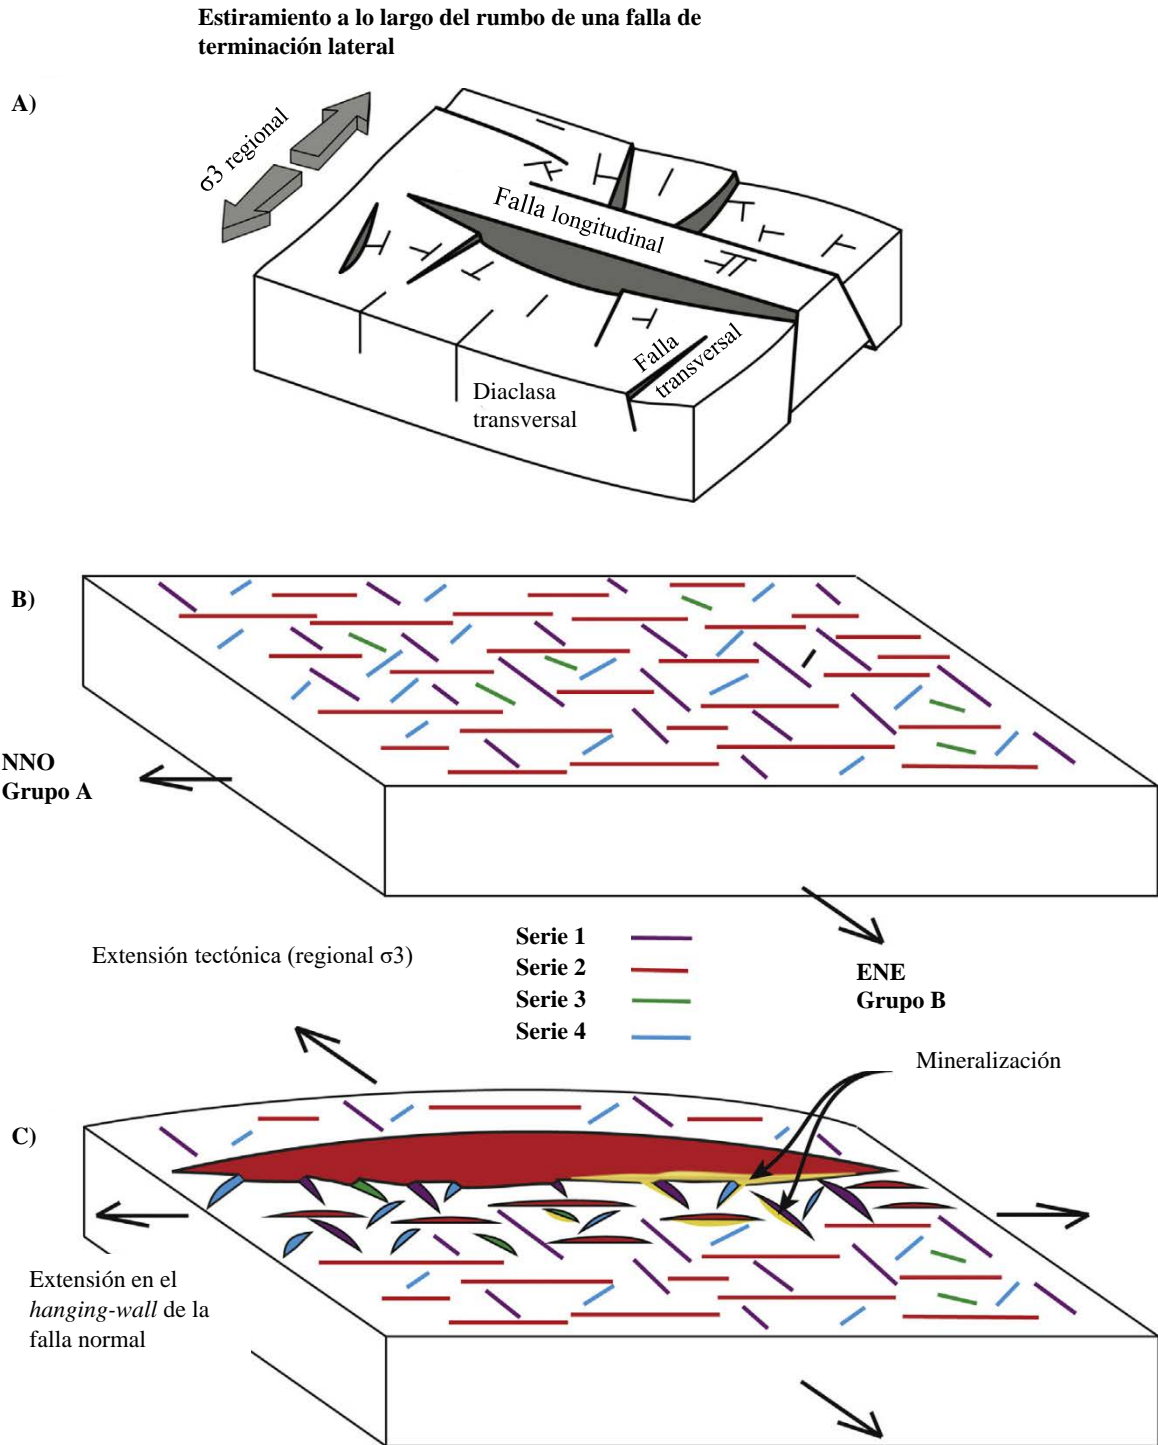 Estiramiento a lo largo del rumbo de una falla de
terminación lateral
A)
σ3 regional
Falla longitudinal
Falla
transversal
Diaclasa
transversal
B)
NNO
Grupo A
Extensión tectónica (regional σ3)
Serie 1
Serie 2
Serie 3
Serie 4
ENE
Grupo B
Mineralización
C)
Extensión en el
hanging-wall de la
falla normal